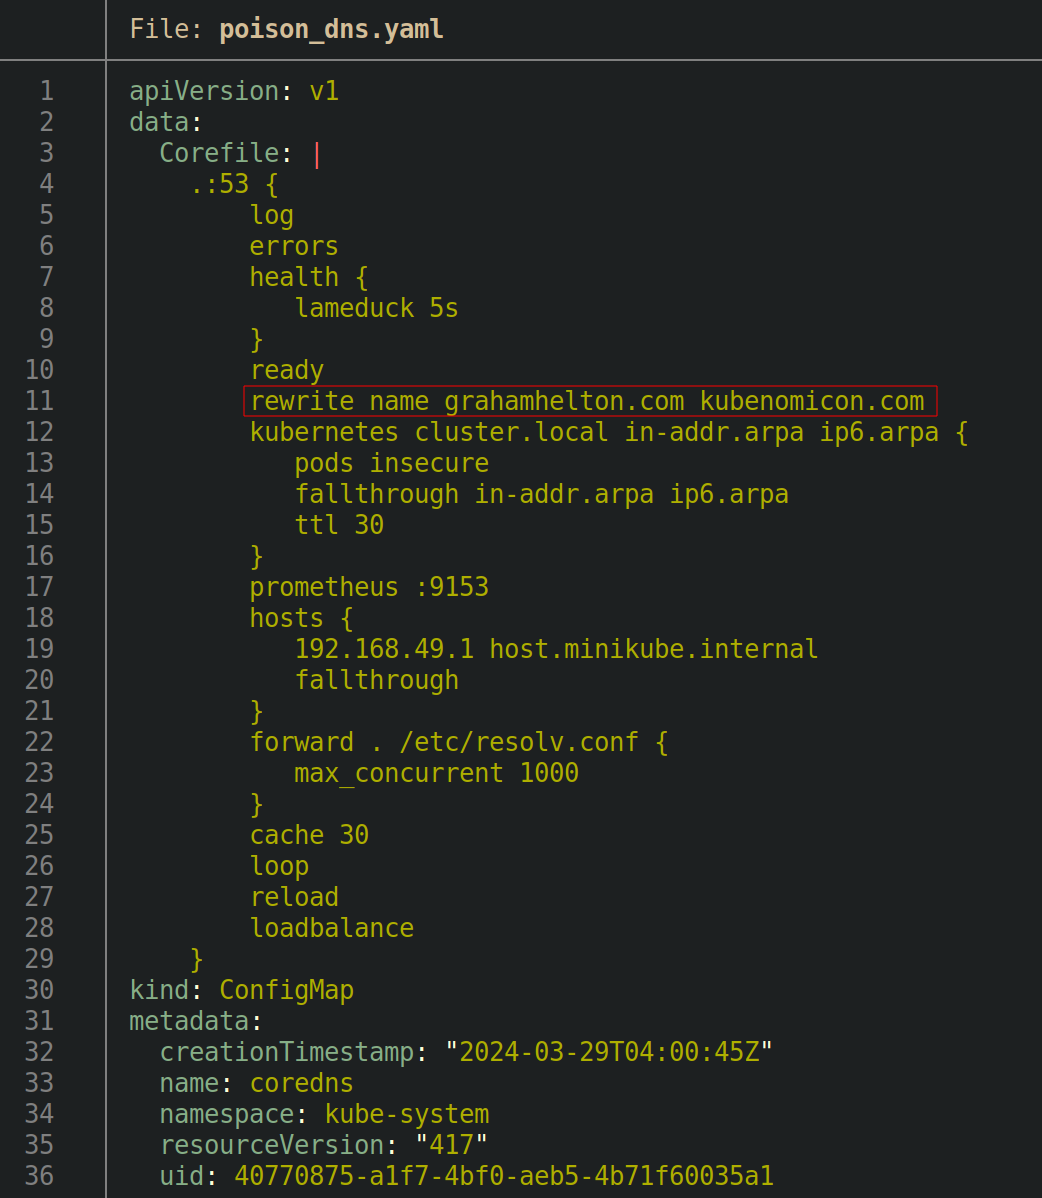 File: poison_dns.yaml
1 apiVersion: v1
2 data:
3   Corefile: |
4     .:53 {
5         log
6         errors
7         health {
8            lameduck 5s
9         }
10         ready
11         rewrite name grahamhelton.com kubenomicon.com
12         kubernetes cluster.local in-addr.arpa ip6.arpa {
13            pods insecure
14            fallthrough in-addr.arpa ip6.arpa
15            ttl 30
16         }
17         prometheus :9153
18         hosts {
19            192.168.49.1 host.minikube.internal
20            fallthrough
21         }
22         forward . /etc/resolv.conf {
23            max_concurrent 1000
24         }
25         cache 30
26         loop
27         reload
28         loadbalance
29     }
30 kind: ConfigMap
31 metadata:
32   creationTimestamp: "2024-03-29T04:00:45Z"
33   name: coredns
34   namespace: kube-system
35   resourceVersion: "417"
36   uid: 40770875-a1f7-4bf0-aeb5-4b71f60035a1